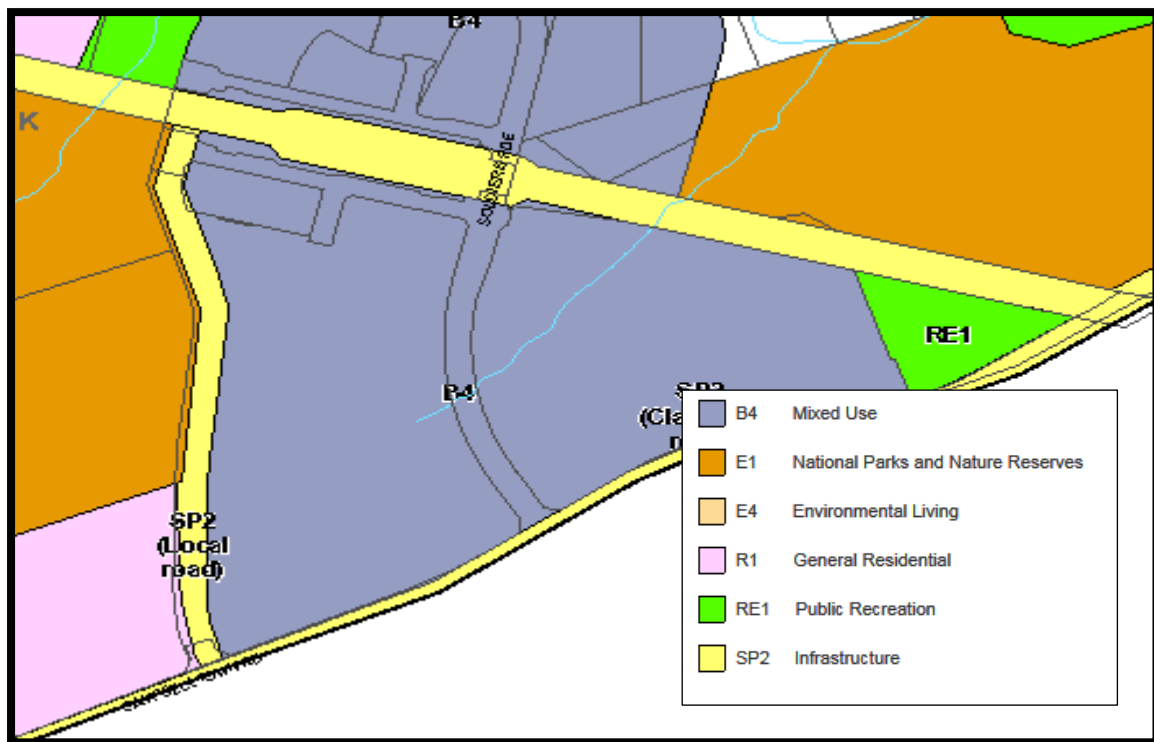 B4
K
RE1
B4
SP2
(Local
road)
B4 Mixed Use
E1 National Parks and Nature Reserves
E4 Environmental Living
R1 General Residential
RE1 Public Recreation
SP2 Infrastructure